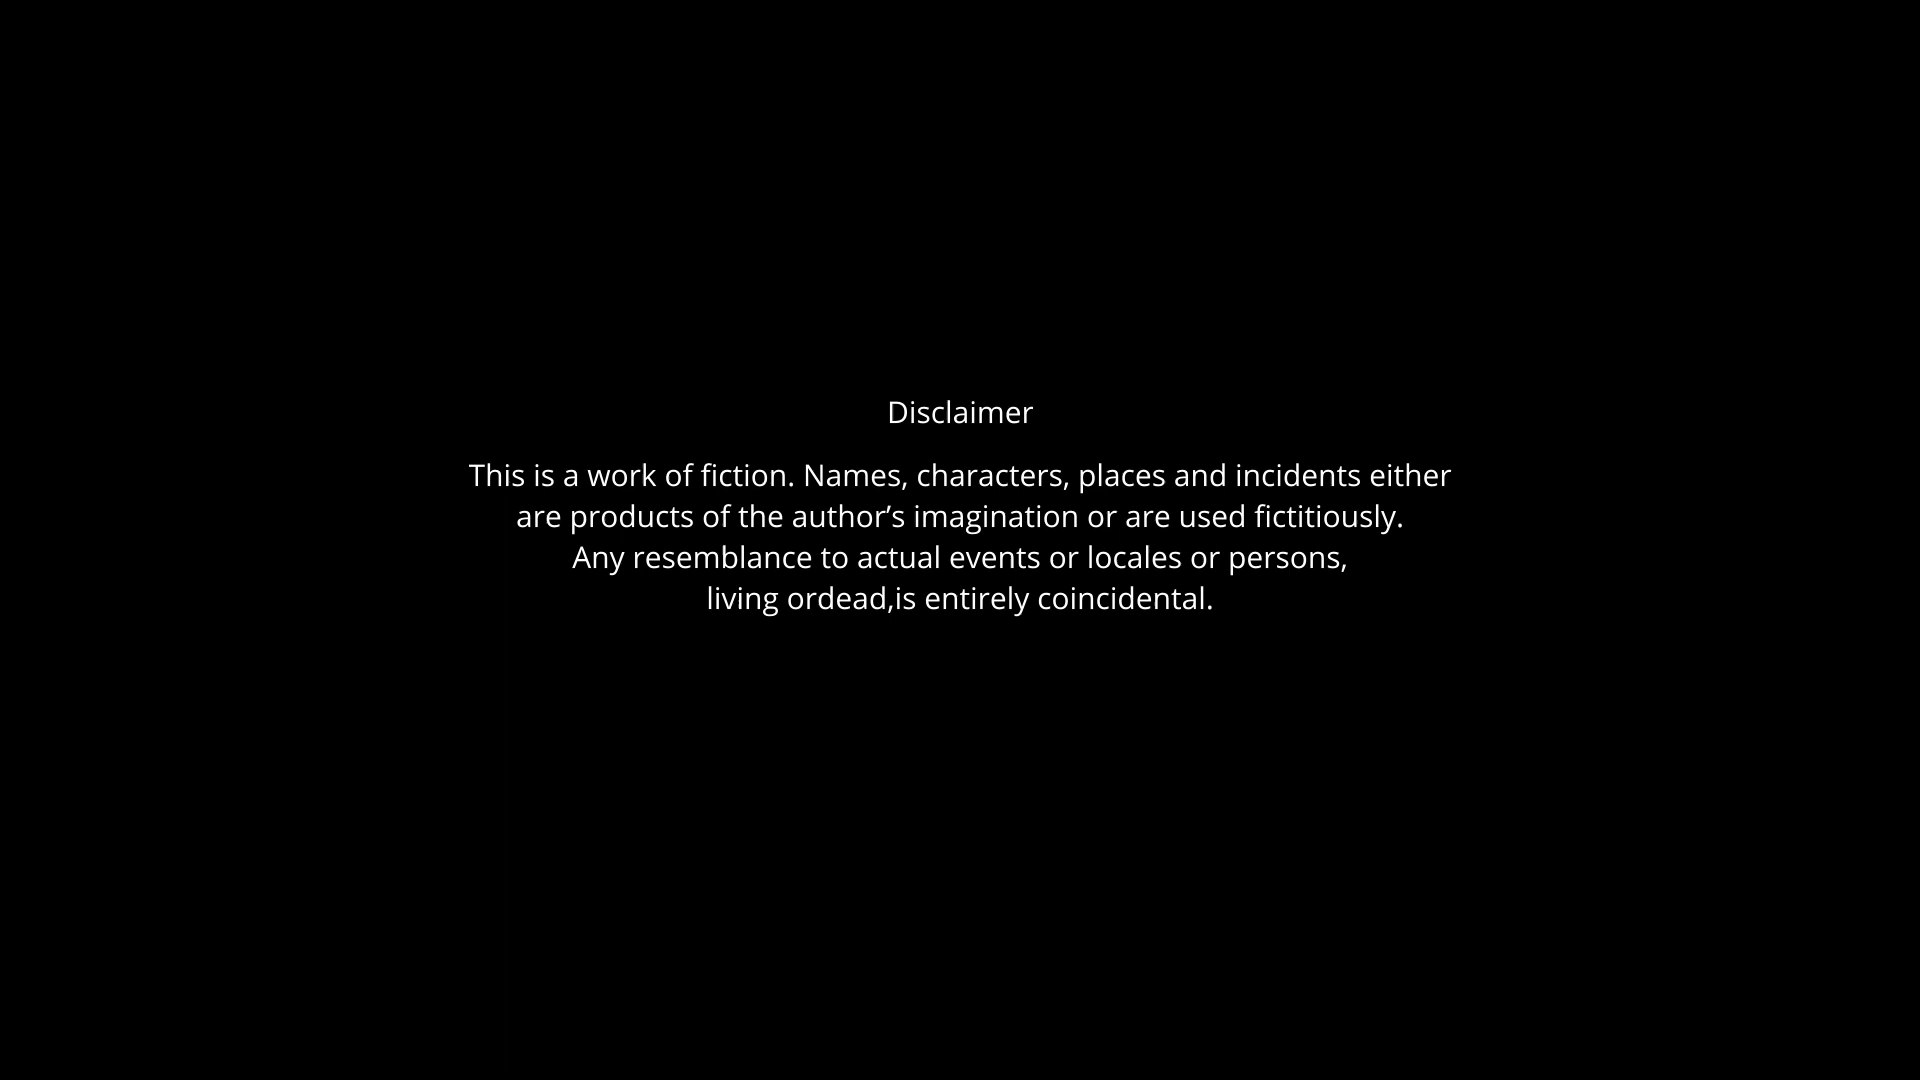 Disclaimer
This is a work of fiction. Names, characters, places and incidents either
are products of the author’s imagination or are used fictitiously.
Any resemblance to actual events or locales or persons,
living ordead,is entirely coincidental.